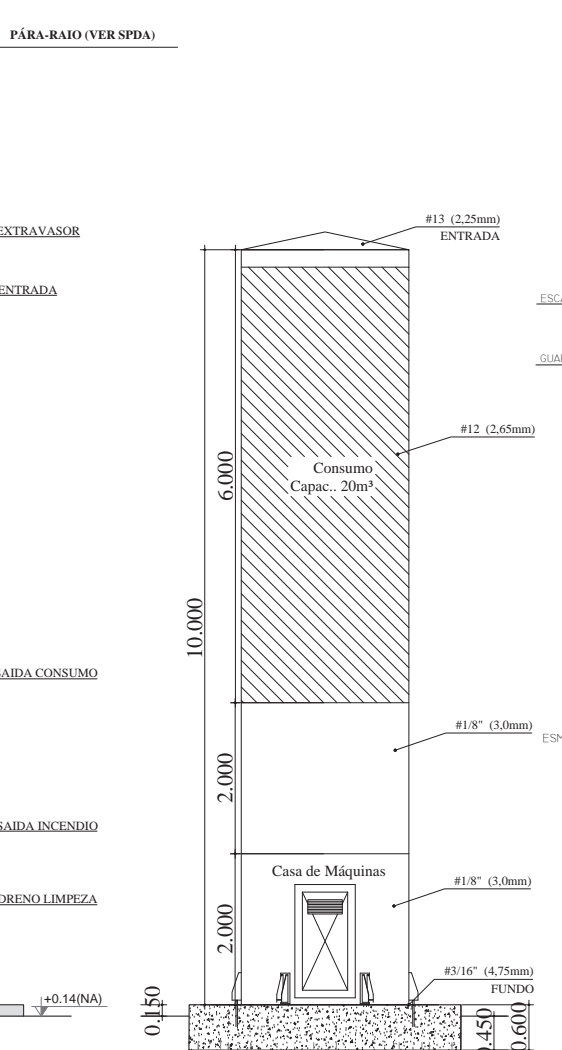 PÁRA-RAIO (VER SPDA)
#13 (2,25mm)
ENTRADA
EXTRAVASOR
ENTRADA
#12 (2,65mm)
Consumo
Capac.. 20m³
6.000
10.000
SAIDA CONSUMO
#1/8" (3,0mm)
2.000
SAIDA INCENDIO
Casa de Máquinas
#1/8" (3,0mm)
DRENO LIMPEZA
2.000
#3/16" (4,75mm)
FUNDO
+0.14(NA)
0.150
0.450
0.600